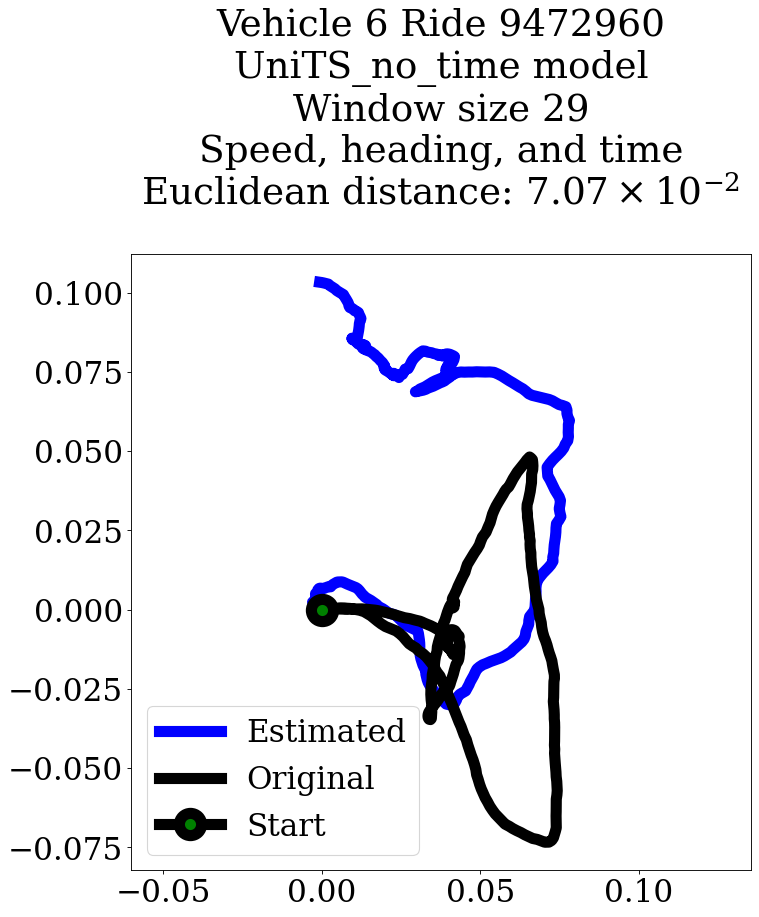 Vehicle 6 Ride 9472960
UniTS_no_time model
Window size 29
Speed, heading, and time
Euclidean distance: 7.07 × 10⁻²
0.100
0.075
0.050
0.025
0.000
−0.025
−0.050
−0.075
Estimated
Original
Start
−0.05 0.00 0.05 0.10